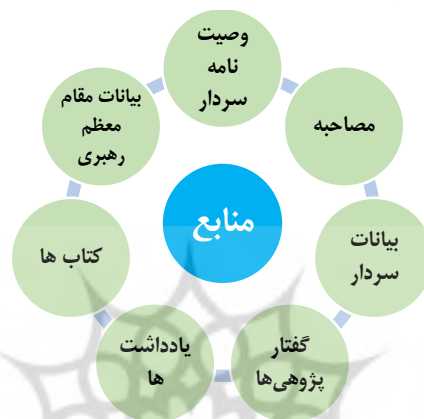 وصیت
نامه
سردار
مصاحبه
بیانات
سردار
گفتار
پژوهی‌ها
یادداشت
ها
کتاب ها
بیانات مقام
معظم
رهبری
منابع